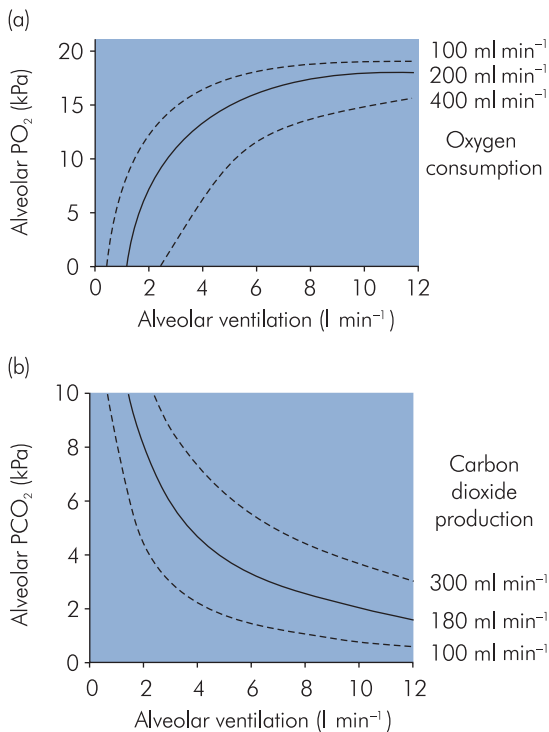 (a)
20
15
10
5
0
Alveolar PO₂ (kPa)
0 2 4 6 8 10 12
Alveolar ventilation (l min⁻¹)
100 ml min⁻¹
200 ml min⁻¹
400 ml min⁻¹
Oxygen
consumption
(b)
10
8
6
4
2
0
Alveolar PCO₂ (kPa)
0 2 4 6 8 10 12
Alveolar ventilation (l min⁻¹)
Carbon
dioxide
production
300 ml min⁻¹
180 ml min⁻¹
100 ml min⁻¹